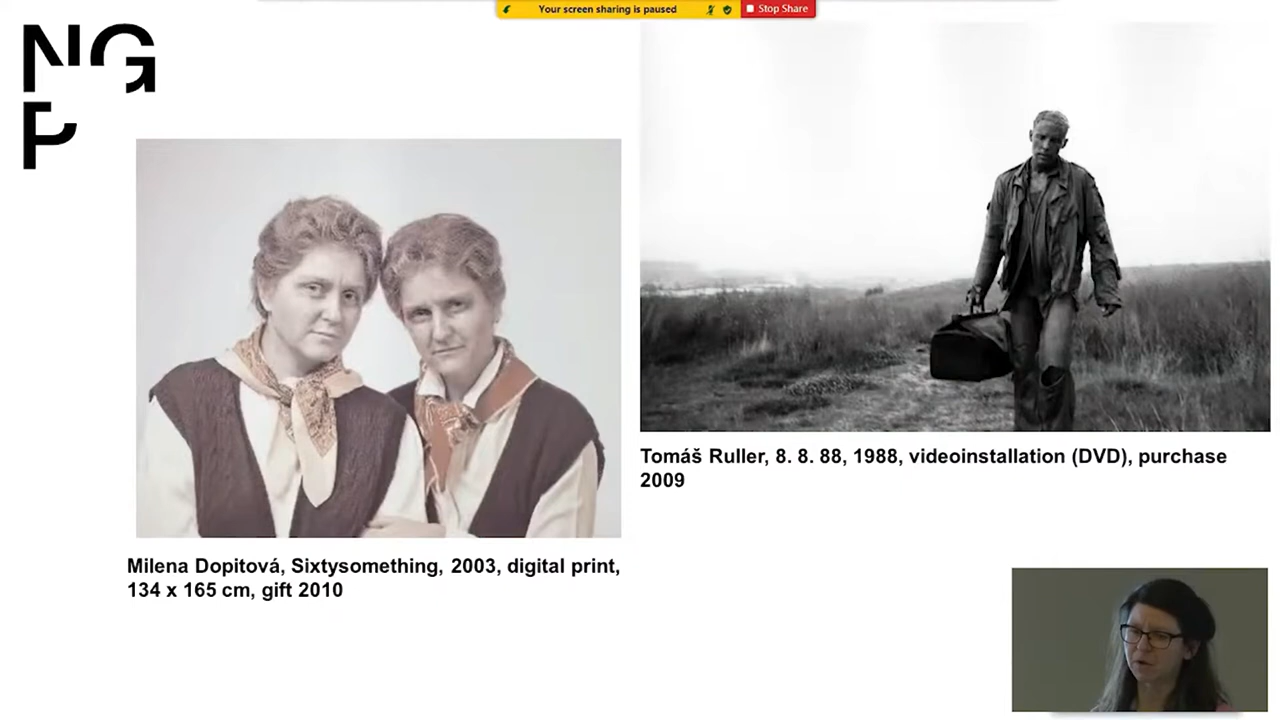 Your screen sharing is paused
Stop Share
NG
P
Tomáš Ruller, 8. 8. 88, 1988, videoinstallation (DVD), purchase
2009
Milena Dopitová, Sixtysomething, 2003, digital print,
134 x 165 cm, gift 2010